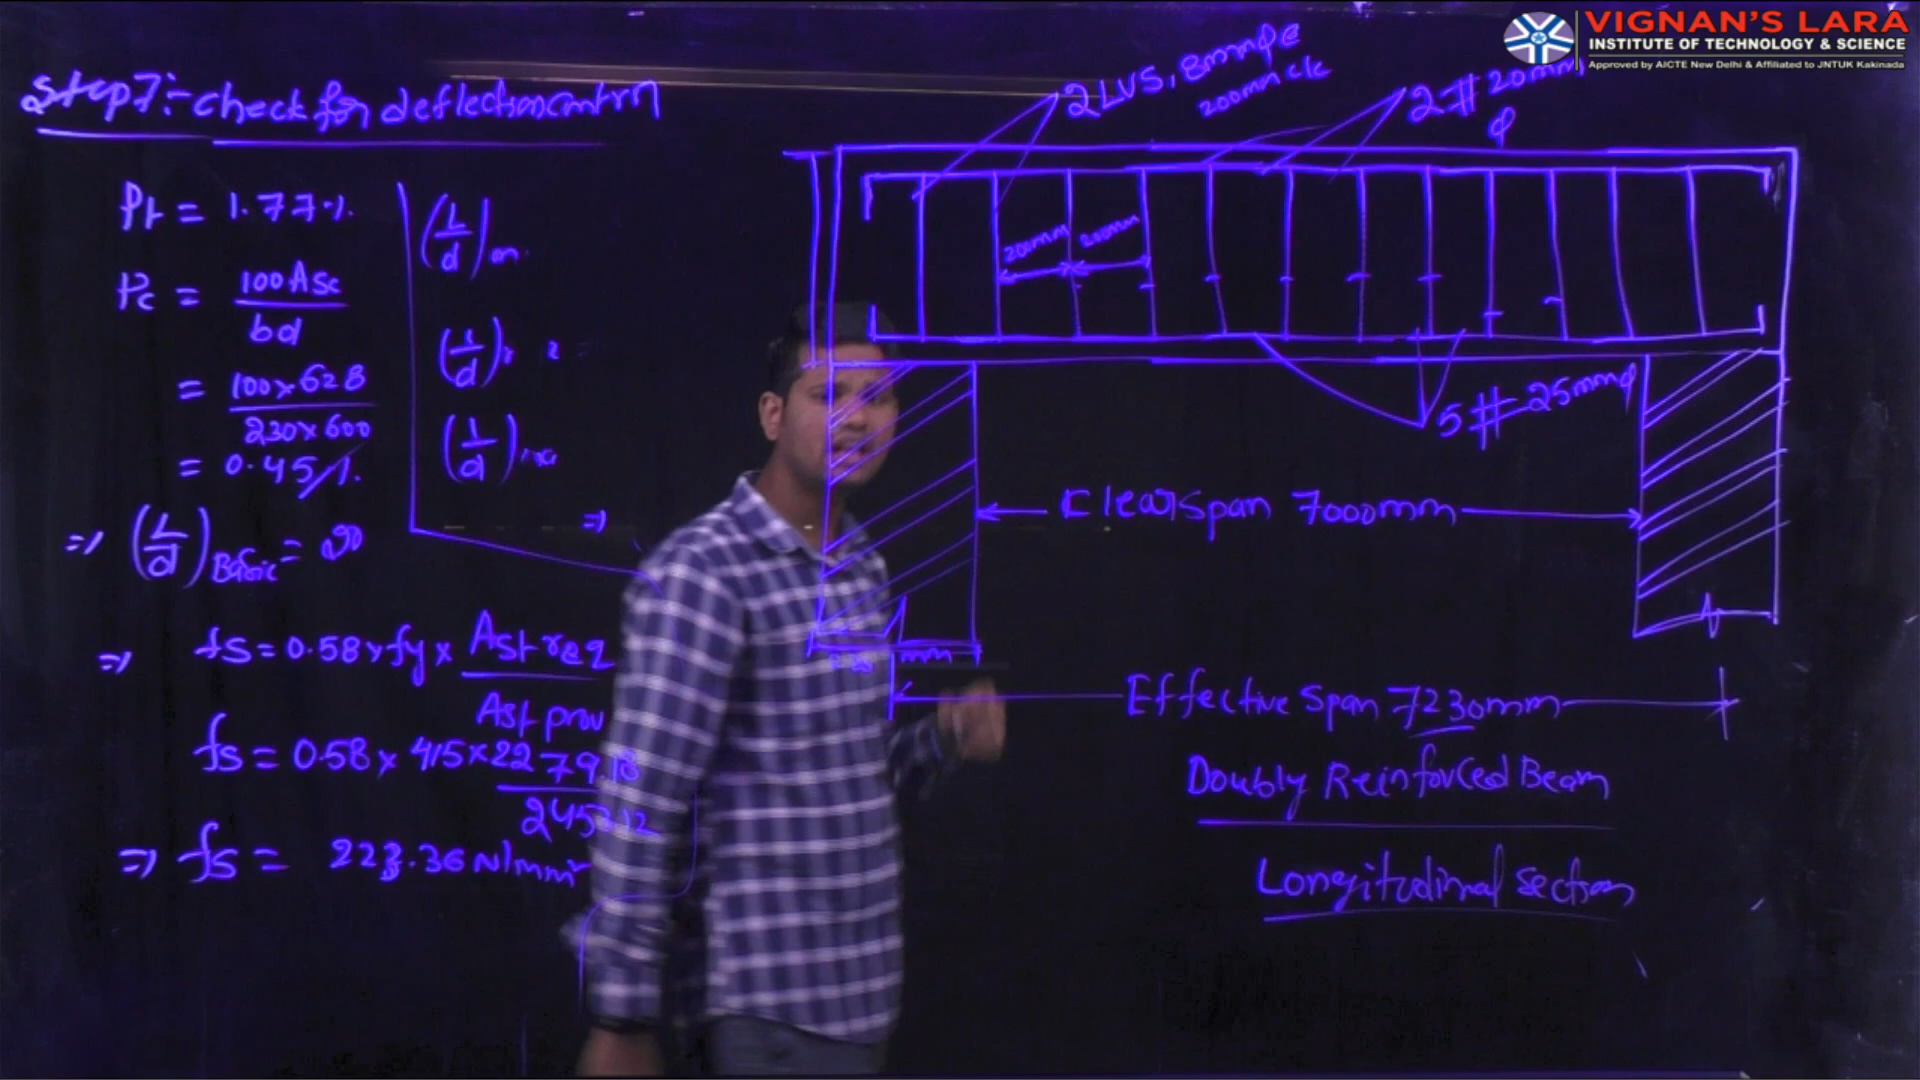 VIGNAN'S LARA
INSTITUTE OF TECHNOLOGY & SCIENCE
Approved by AICTE New Delhi & Affiliated to JNTUK Kakinada
Step7:- check for deflection control
Pt = 1.77%.
Pc = 100Asc / bd
= 100×628 / 230×600
= 0.45%.
⇒ (L/d) Basic = 20
⇒ fs = 0.58×fy× Ast req / Ast prov
fs = 0.58× 415×2279.18 / 2453.12
⇒ fs = 223.36 N/mm²
(L/d)
(L/d)
(L/d)
⇒
2LVS, 8mmφ@
200mm c/c
2# 20mm
φ
200mm 200mm
5#-25mmφ
Clear span 7000mm
mm
Effective Span 7230mm
Doubly Reinforced Beam
Longitudinal section